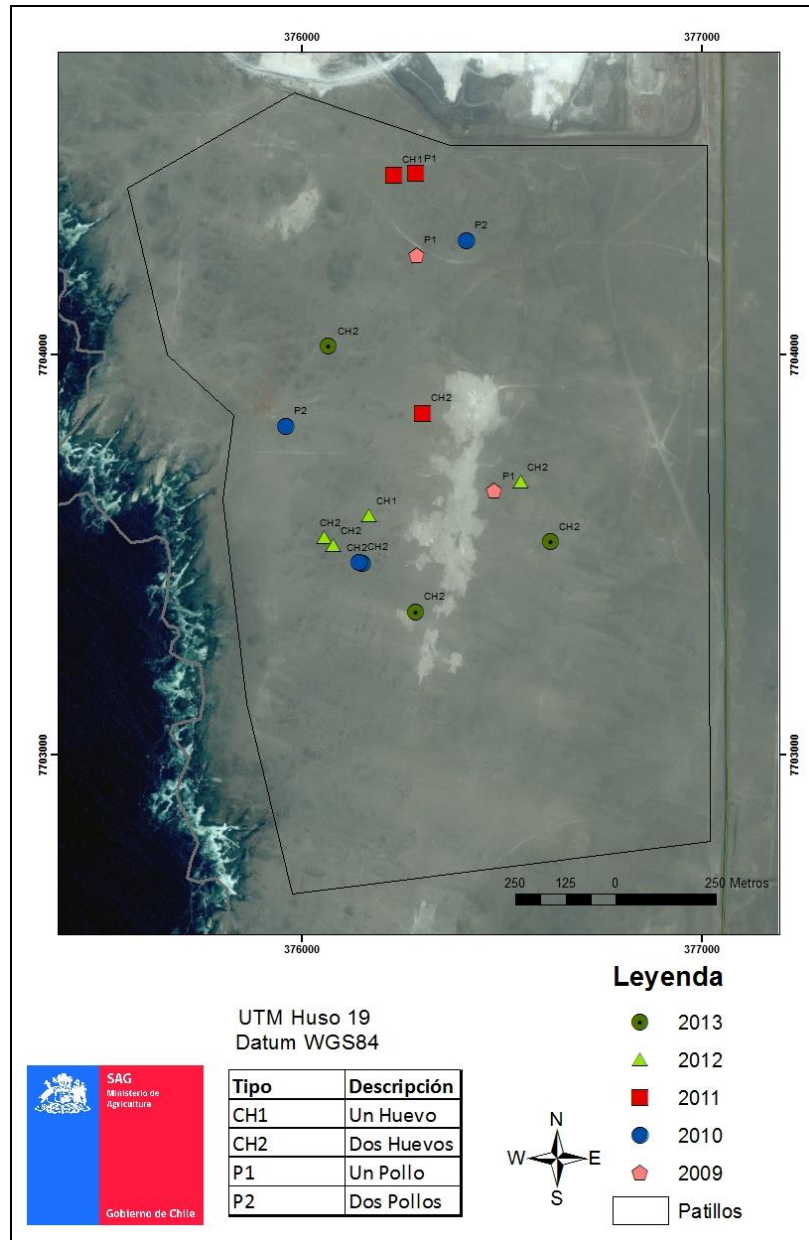 376000 377000
CH1 P1
P1 P2
CH2
7704000 7704000
CH2
P2
P1 CH2
CH1
CH2 CH2
CH2 CH2
CH2
CH2
7703000 7703000
250 125 0 250 Metros
376000 377000
Leyenda
UTM Huso 19
Datum WGS84
2013
2012
2011
2010
2009
Patillos
SAG
Ministerio de
Agricultura
Gobierno de Chile
Tipo Descripción
CH1 Un Huevo
CH2 Dos Huevos
P1 Un Pollo
P2 Dos Pollos
N
W E
S